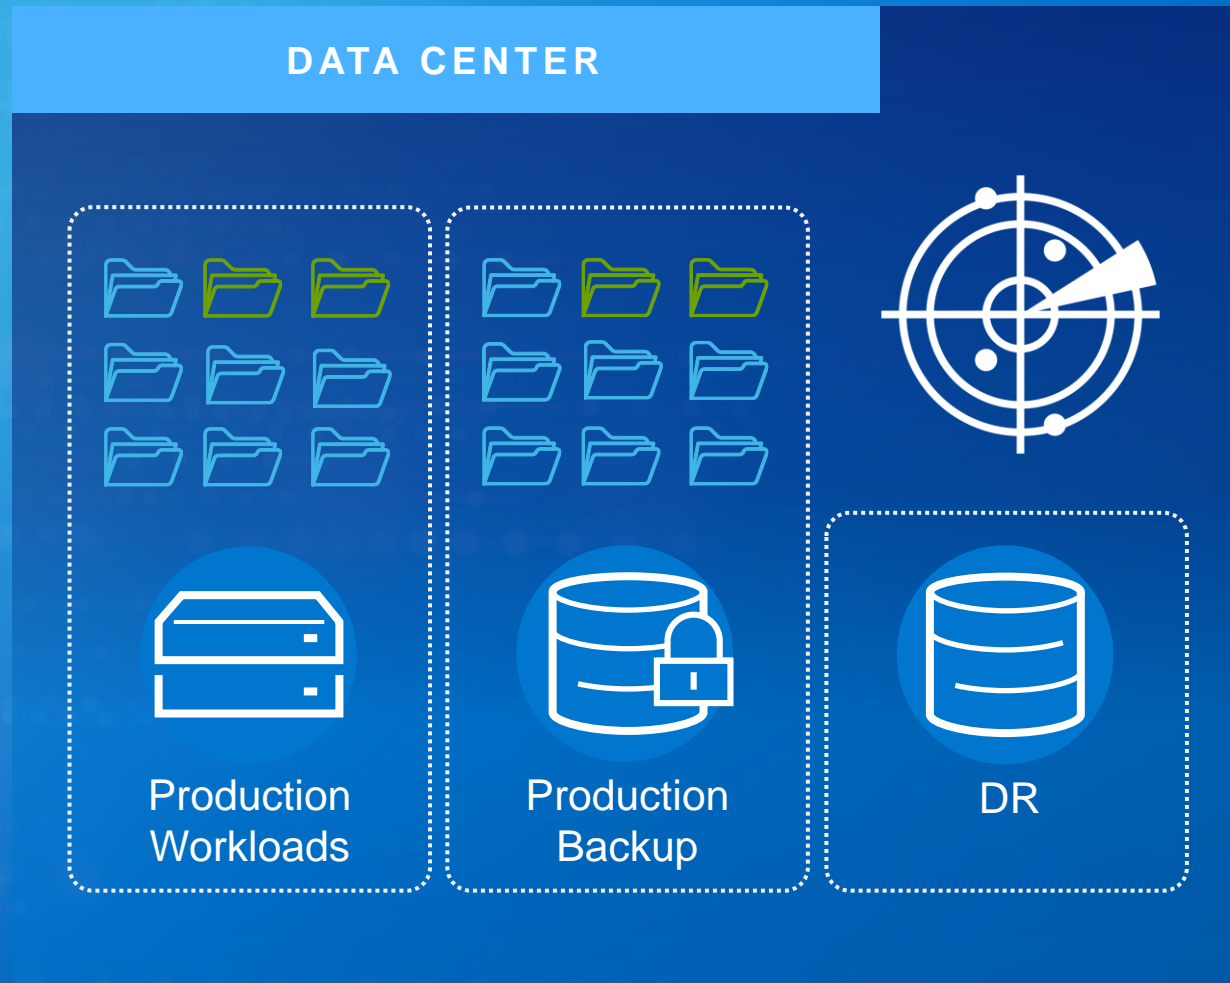 DATA CENTER
Production
Workloads
Production
Backup
DR